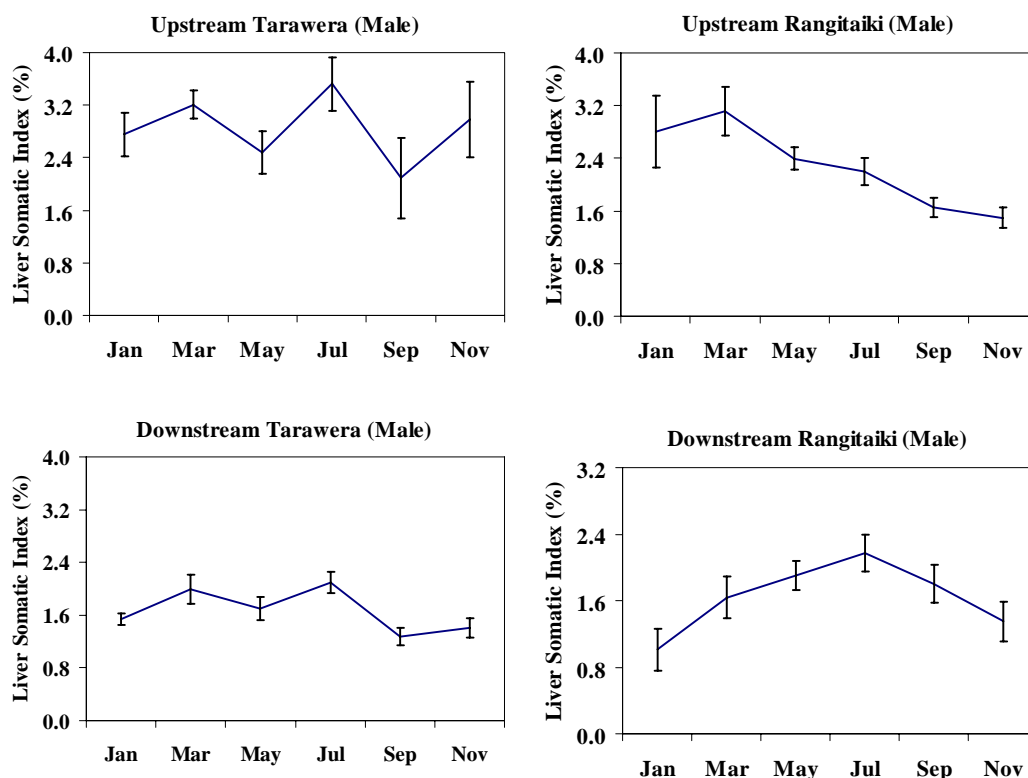 Upstream Tarawera (Male)
Liver Somatic Index (%)
4.0
3.2
2.4
1.6
0.8
0.0
Jan Mar May Jul Sep Nov
Upstream Rangitaiki (Male)
Liver Somatic Index (%)
4.0
3.2
2.4
1.6
0.8
0.0
Jan Mar May Jul Sep Nov
Downstream Tarawera (Male)
Liver Somatic Index (%)
4.0
3.2
2.4
1.6
0.8
0.0
Jan Mar May Jul Sep Nov
Downstream Rangitaiki (Male)
Liver Somatic Index (%)
3.2
2.4
1.6
0.8
0.0
Jan Mar May Jul Sep Nov